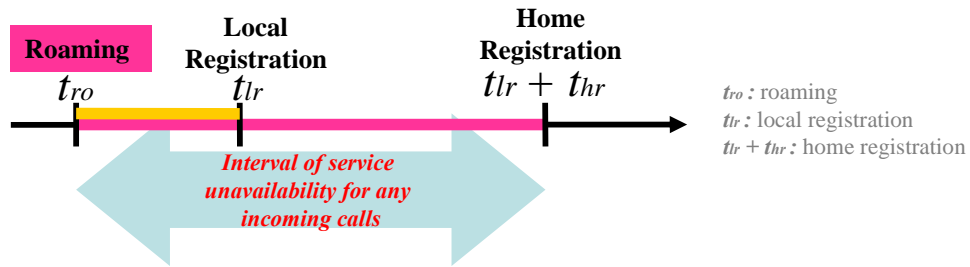 Roaming
Local
Registration
Home
Registration
tro
tlr
tlr + thr
Interval of service
unavailability for any
incoming calls
tro : roaming
tlr : local registration
tlr + thr : home registration